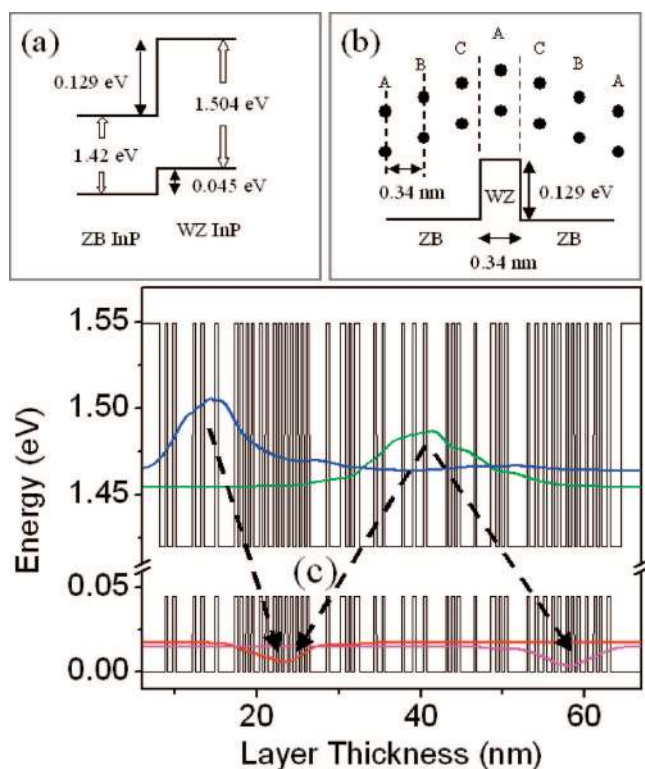 (a)
0.129 eV
1.504 eV
1.42 eV
0.045 eV
ZB InP
WZ InP
(b)
A
B
C
A
C
B
A
0.34 nm
WZ
0.129 eV
ZB
ZB
0.34 nm
1.55
1.50
1.45
0.05
0.00
Energy (eV)
(c)
20
40
60
Layer Thickness (nm)